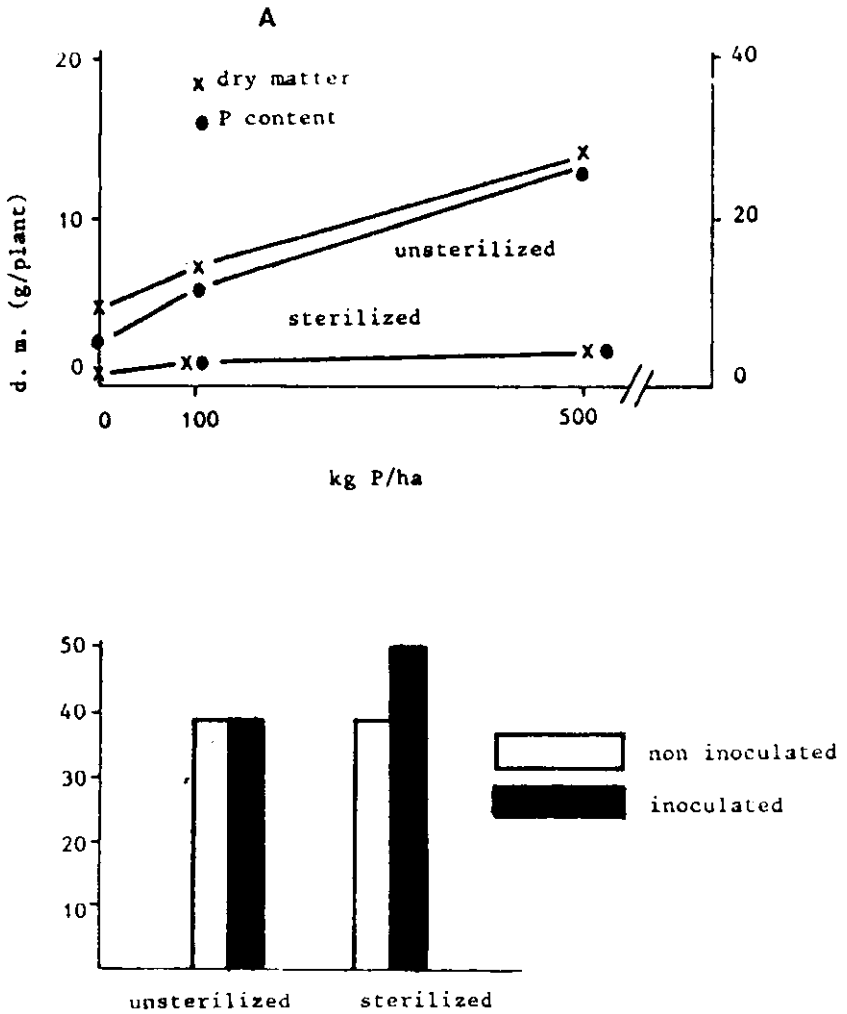 A
20
40
x dry matter
● P content
10
20
unsterilized
sterilized
d. m. (g/plant)
0
0
0
100
500
kg P/ha
50
40
30
20
10
non inoculated
inoculated
unsterilized
sterilized